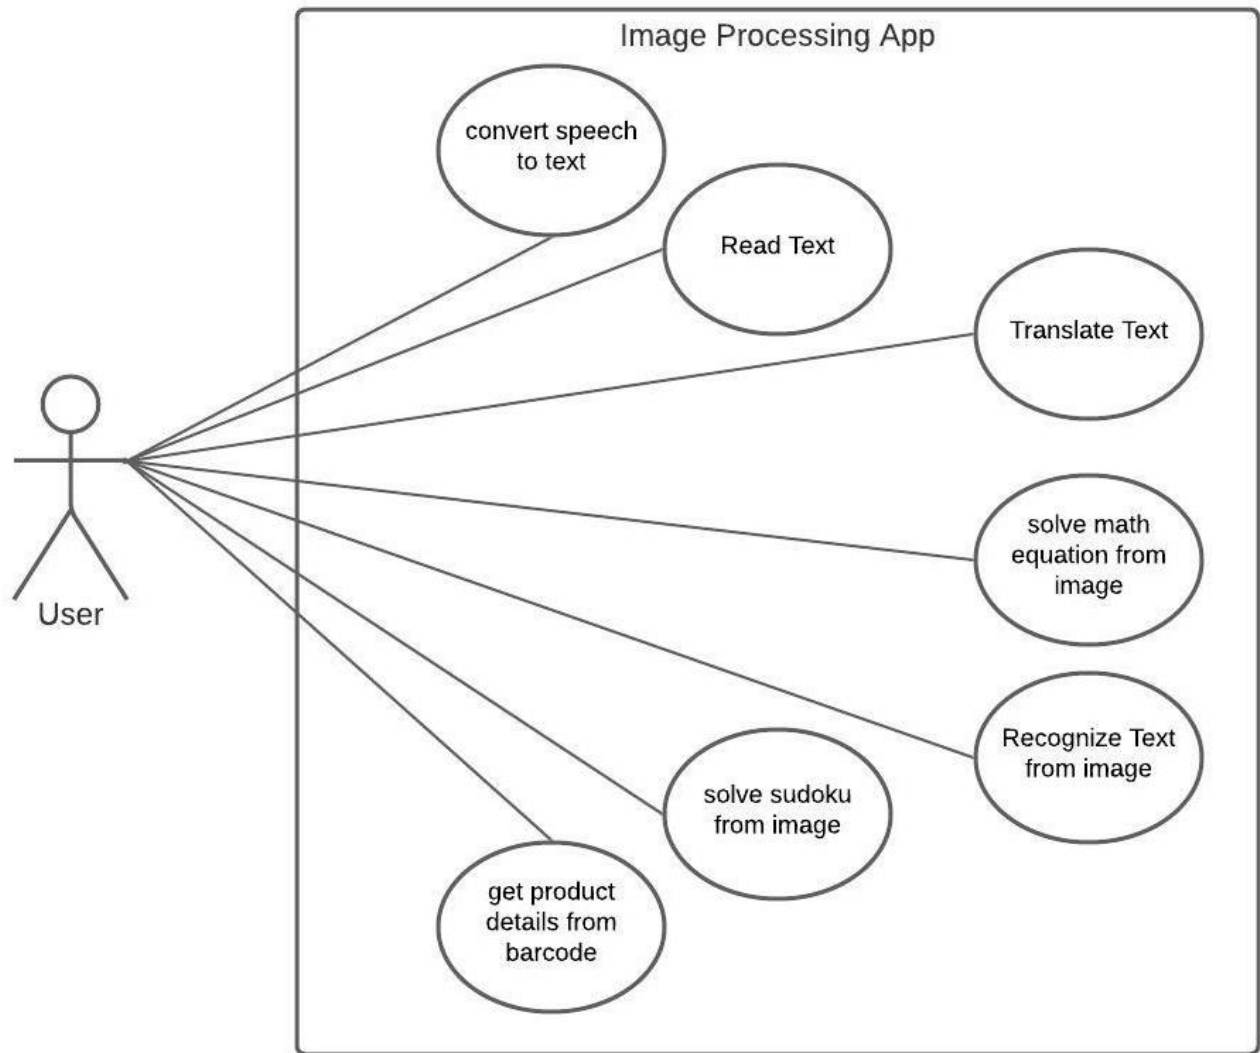 Image Processing App
convert speech
to text
Read Text
Translate Text
solve math
equation from
image
User
Recognize Text
from image
solve sudoku
from image
get product
details from
barcode